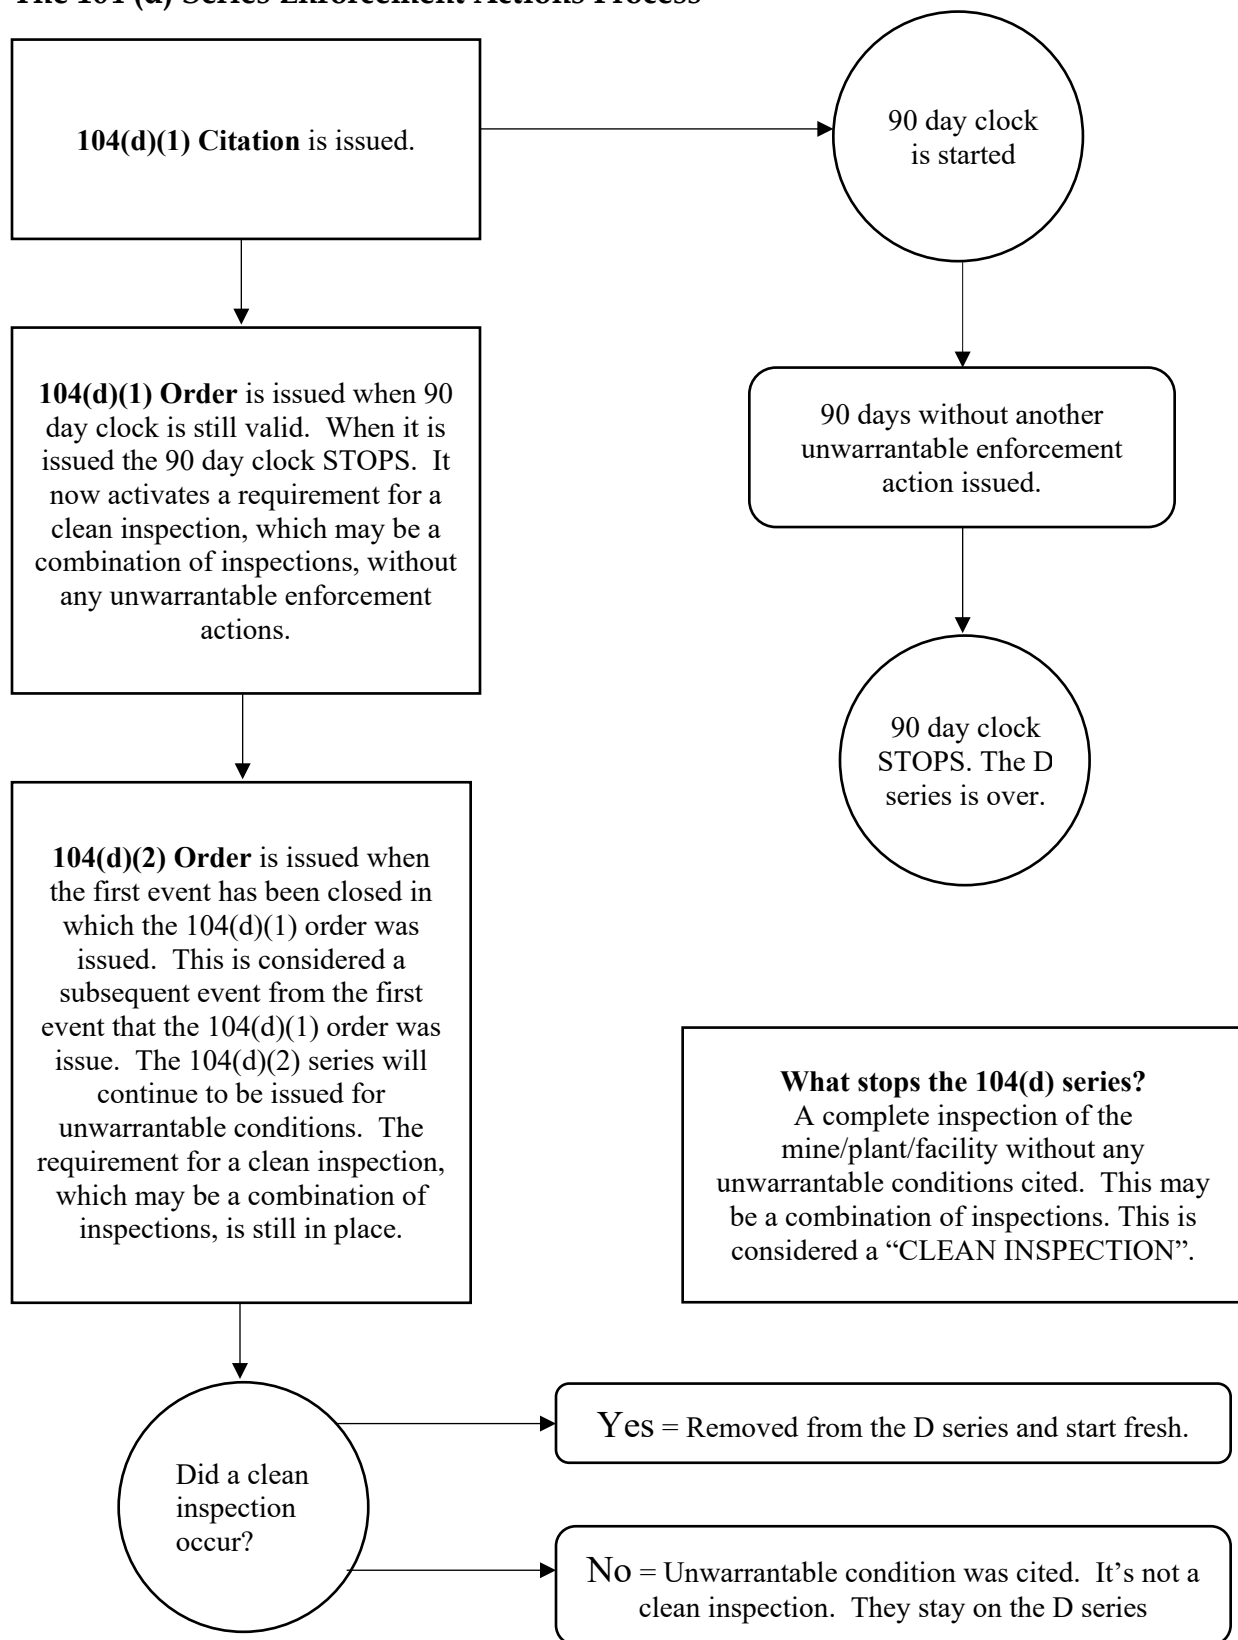 104(d)(1) Citation is issued.
90 day clock
is started
104(d)(1) Order is issued when 90
day clock is still valid.  When it is
issued the 90 day clock STOPS.  It
now activates a requirement for a
clean inspection, which may be a
combination of inspections, without
any unwarrantable enforcement
actions.
90 days without another
unwarrantable enforcement
action issued.
90 day clock
STOPS. The D
series is over.
104(d)(2) Order is issued when
the first event has been closed in
which the 104(d)(1) order was
issued.  This is considered a
subsequent event from the first
event that the 104(d)(1) order was
issue.  The 104(d)(2) series will
continue to be issued for
unwarrantable conditions.  The
requirement for a clean inspection,
which may be a combination of
inspections, is still in place.
What stops the 104(d) series?
A complete inspection of the
mine/plant/facility without any
unwarrantable conditions cited.  This may
be a combination of inspections. This is
considered a “CLEAN INSPECTION”.
Did a clean
inspection
occur?
Yes = Removed from the D series and start fresh.
No = Unwarrantable condition was cited.  It’s not a
clean inspection.  They stay on the D series